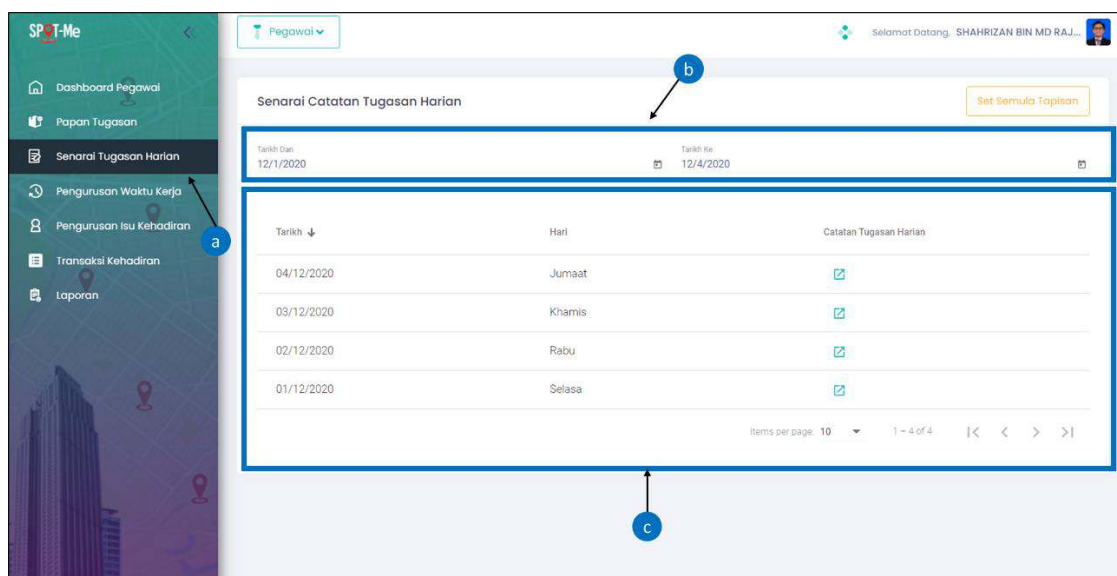 SPOT-Me
Pegawai
Selamat Datang, SHAHRIZAN BIN MD RAJ...
Dashboard Pegawai
Papan Tugasan
Senarai Tugasan Harian
Pengurusan Waktu Kerja
Pengurusan Isu Kehadiran
Transaksi Kehadiran
Laporan
a
b
Senarai Catatan Tugasan Harian
Set Semula Tapisan
Tarikh Dari
Tarikh Ke
12/1/2020
12/4/2020
Tarikh Hari Catatan Tugasan Harian
04/12/2020 Jumaat
03/12/2020 Khamis
02/12/2020 Rabu
01/12/2020 Selasa
Items per page: 10 1 – 4 of 4
c